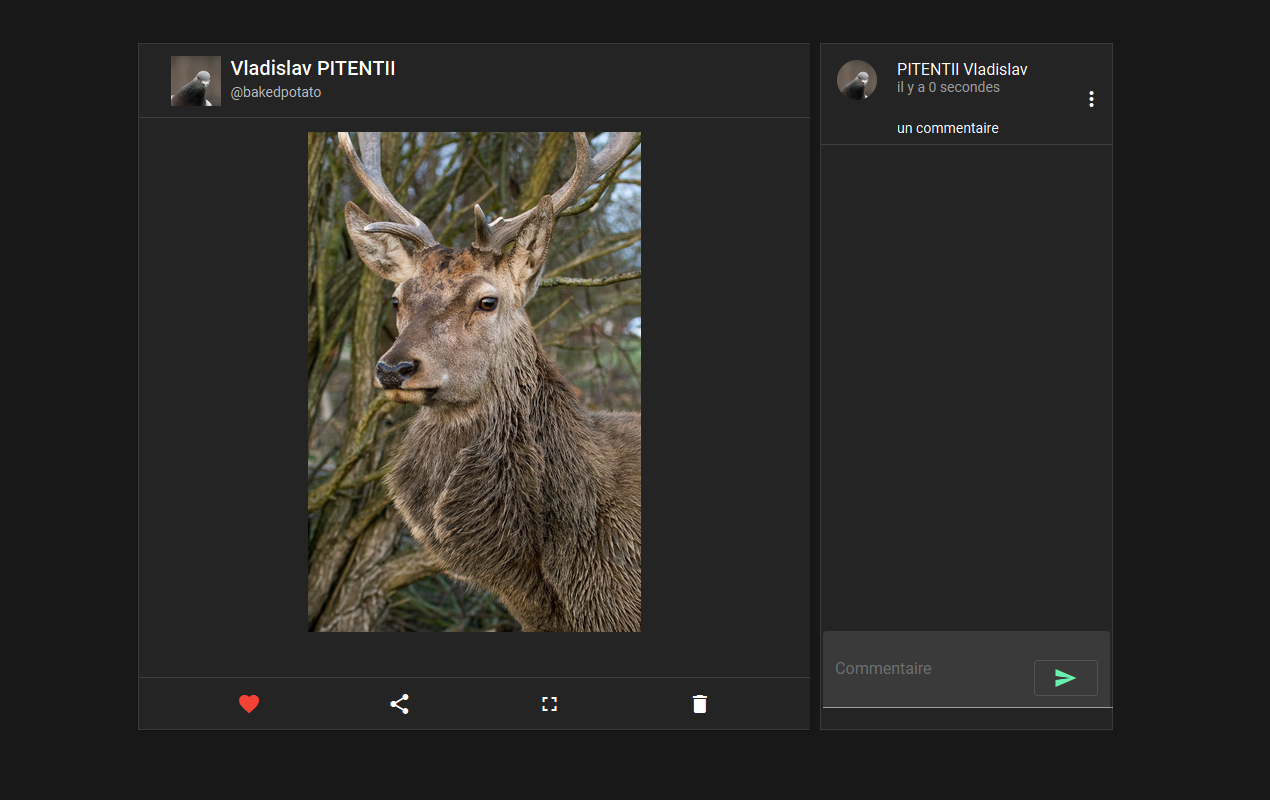 Vladislav PITENTII
@bakedpotato
PITENTII Vladislav
il y a 0 secondes
un commentaire
Commentaire